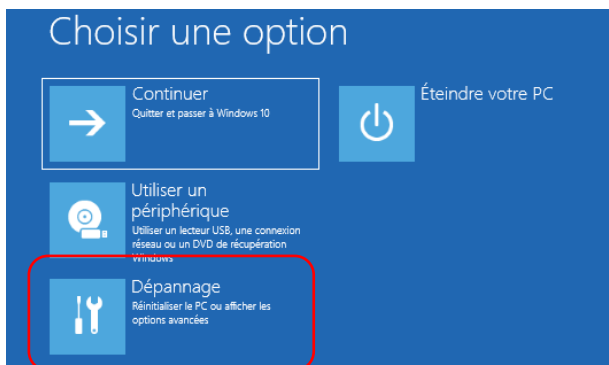 Choisir une option
Continuer
Quitter et passer à Windows 10
Éteindre votre PC
Utiliser un
périphérique
Utiliser un lecteur USB, une connexion
réseau ou un DVD de récupération
Windows
Dépannage
Réinitialiser le PC ou afficher les
options avancées